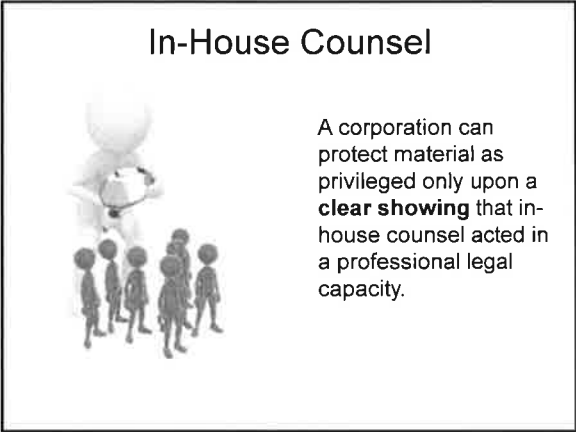 In-House Counsel
A corporation can
protect material as
privileged only upon a
clear showing that in-
house counsel acted in
a professional legal
capacity.